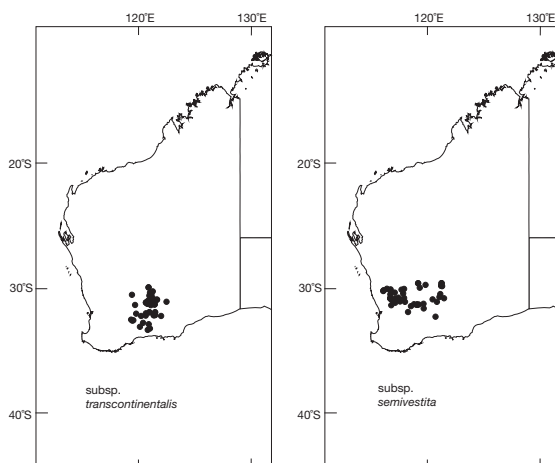 120˚E
130˚E
20˚S
30˚S
40˚S
subsp.
transcontinentalis
120˚E
130˚E
20˚S
30˚S
40˚S
subsp.
semivestita